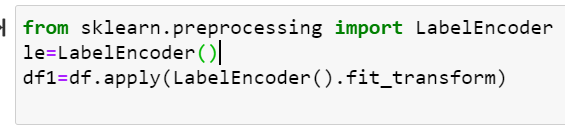 from sklearn.preprocessing import LabelEncoder
le=LabelEncoder()
df1=df.apply(LabelEncoder().fit_transform)